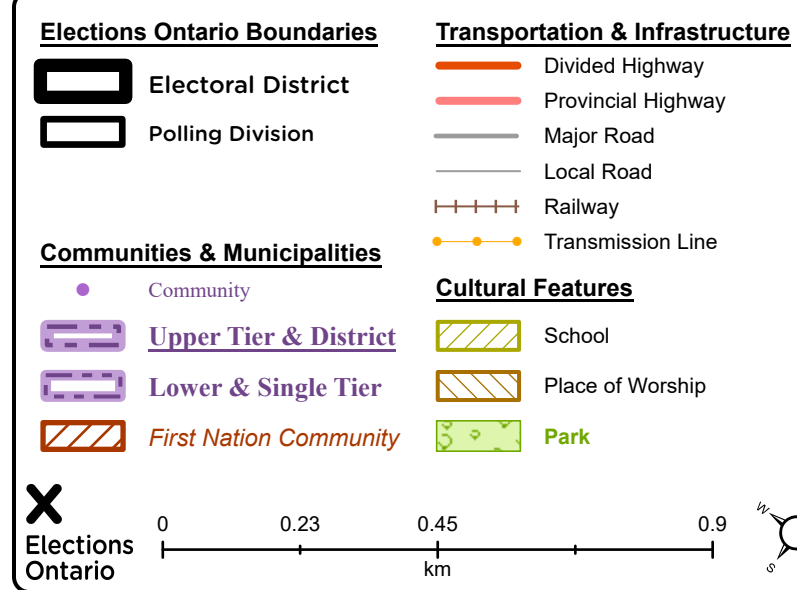 Elections Ontario Boundaries
Electoral District
Polling Division
Communities & Municipalities
Community
Upper Tier & District
Lower & Single Tier
First Nation Community
Transportation & Infrastructure
Divided Highway
Provincial Highway
Major Road
Local Road
Railway
Transmission Line
Cultural Features
School
Place of Worship
Park
Elections
Ontario
0 0.23 0.45 0.9
km
W
S